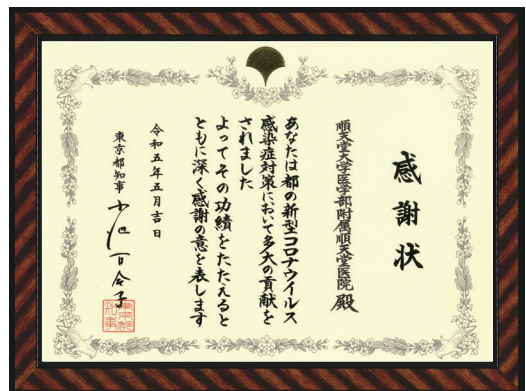 感謝状
順天堂大学医学部附属順天堂医院 殿
あなたは都の新型コロナウイルス
感染症対策において多大の貢献を
されました
よってその功績をたたえると
ともに深く感謝の意を表します
令和五年五月吉日
東京都知事 小池百合子
東京都知事